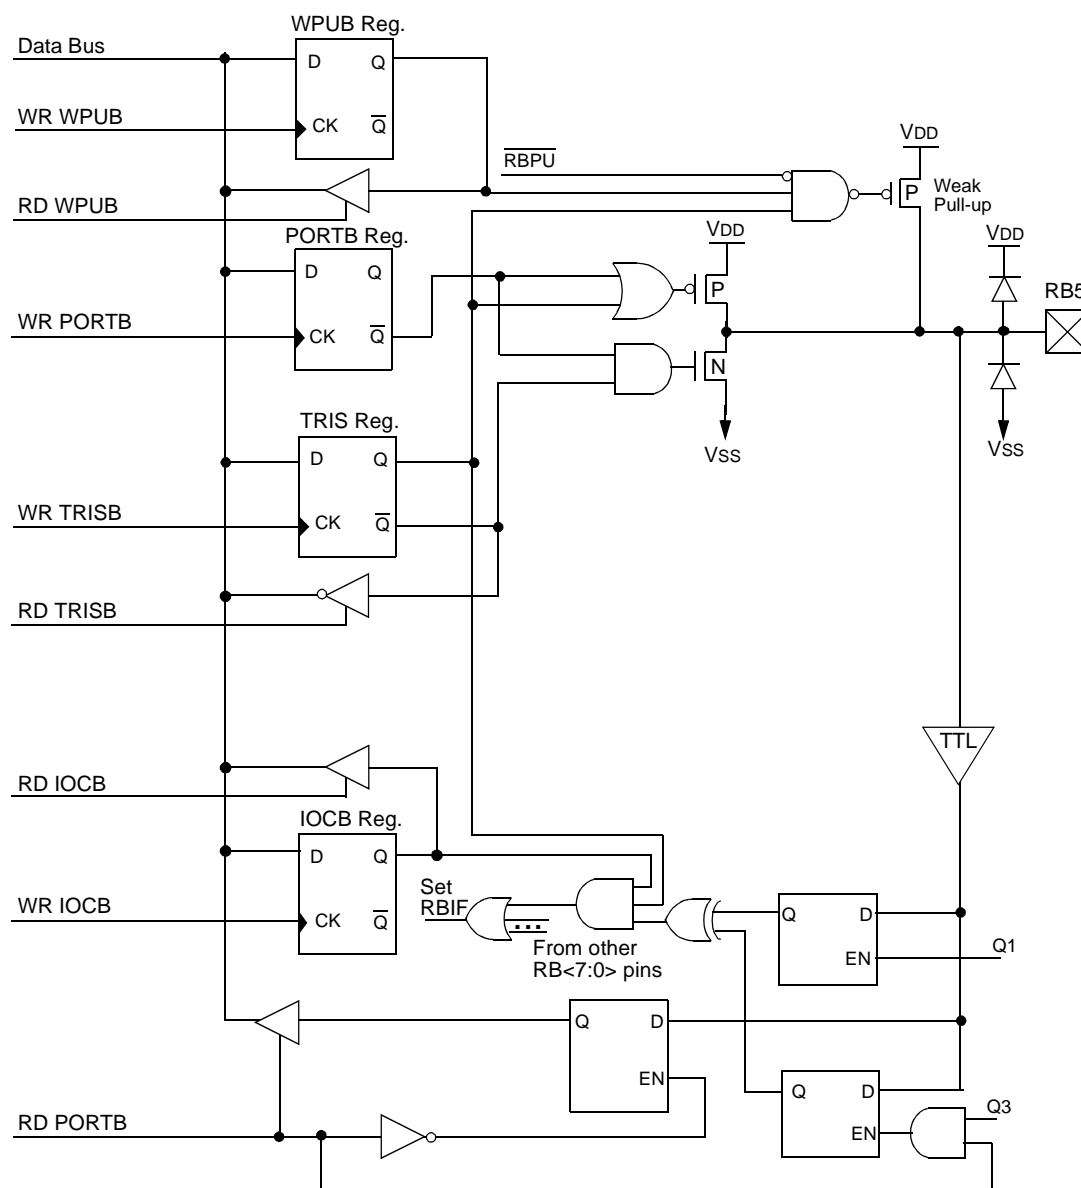 WPUB Reg.
Data Bus
D Q
WR WPUB
CK Q
RBPU
VDD
P
Weak
Pull-up
RD WPUB
PORTB Reg.
VDD
VDD
D Q
P
RB5
WR PORTB
CK Q
N
TRIS Reg.
VSS
VSS
D Q
WR TRISB
CK Q
RD TRISB
TTL
RD IOCB
IOCB Reg.
D Q
Set
RBIF
WR IOCB
CK Q
...
From other
RB<7:0> pins
Q D
EN
Q1
Q D
EN
Q D
EN
Q3
RD PORTB